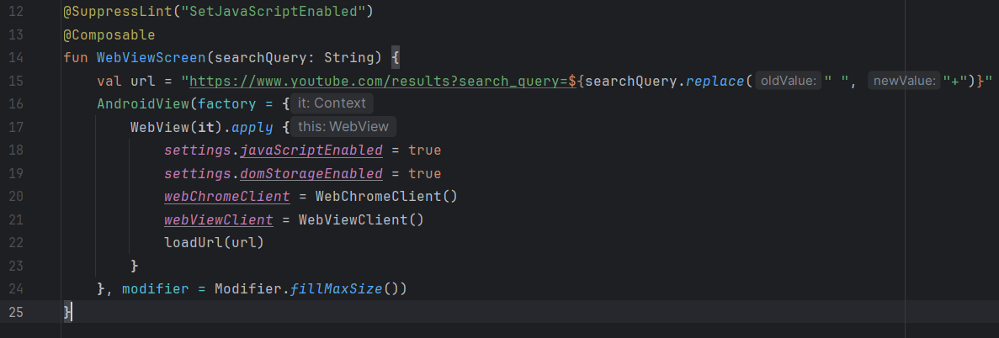 12 @SuppressLint("SetJavaScriptEnabled")
13 @Composable
14 fun WebViewScreen(searchQuery: String) {
15     val url = "https://www.youtube.com/results?search_query=${searchQuery.replace( oldValue: " ", newValue: "+")}"
16     AndroidView(factory = { it: Context
17         WebView(it).apply { this: WebView
18             settings.javaScriptEnabled = true
19             settings.domStorageEnabled = true
20             webChromeClient = WebChromeClient()
21             webViewClient = WebViewClient()
22             loadUrl(url)
23         }
24     }, modifier = Modifier.fillMaxSize())
25 }